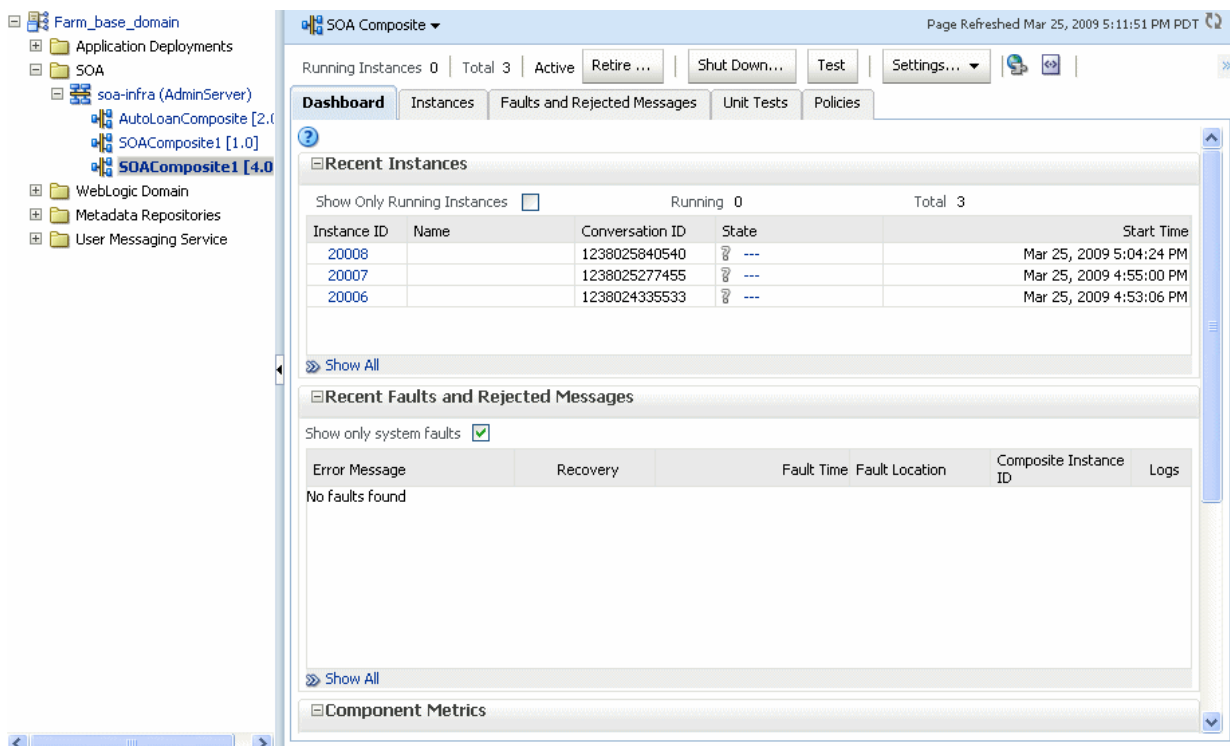 Farm_base_domain
Application Deployments
SOA
soa-infra (AdminServer)
AutoLoanComposite [2.0
SOAComposite1 [1.0]
SOAComposite1 [4.0
WebLogic Domain
Metadata Repositories
User Messaging Service
SOA Composite
Page Refreshed Mar 25, 2009 5:11:51 PM PDT
Running Instances 0 Total 3 Active Retire ... Shut Down... Test Settings...
Dashboard Instances Faults and Rejected Messages Unit Tests Policies
Recent Instances
Show Only Running Instances Running 0 Total 3
Instance ID Name Conversation ID State Start Time
20008 1238025840540 --- Mar 25, 2009 5:04:24 PM
20007 1238025277455 --- Mar 25, 2009 4:55:00 PM
20006 1238024335533 --- Mar 25, 2009 4:53:06 PM
Show All
Recent Faults and Rejected Messages
Show only system faults
Error Message Recovery Fault Time Fault Location Composite Instance ID Logs
No faults found
Show All
Component Metrics